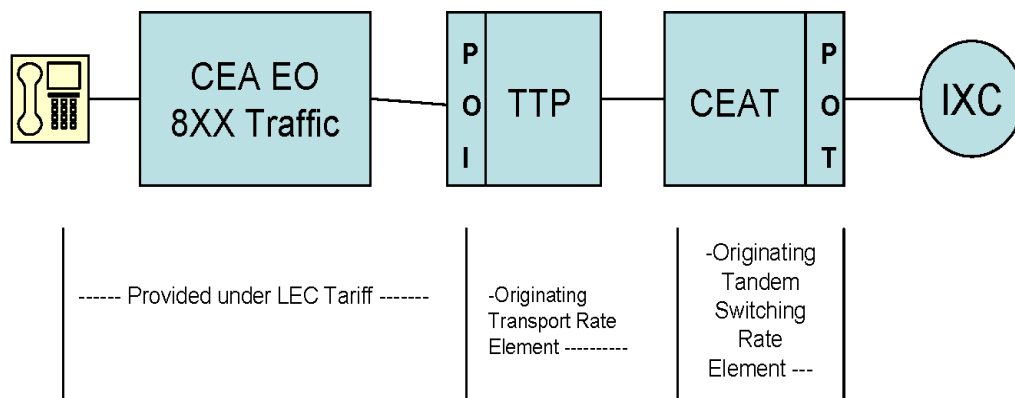 CEA EO
8XX Traffic
P
O
I
TTP
CEAT
P
O
T
IXC
------ Provided under LEC Tariff -------
-Originating
Transport Rate
Element ----------
-Originating
Tandem
Switching
Rate
Element ---